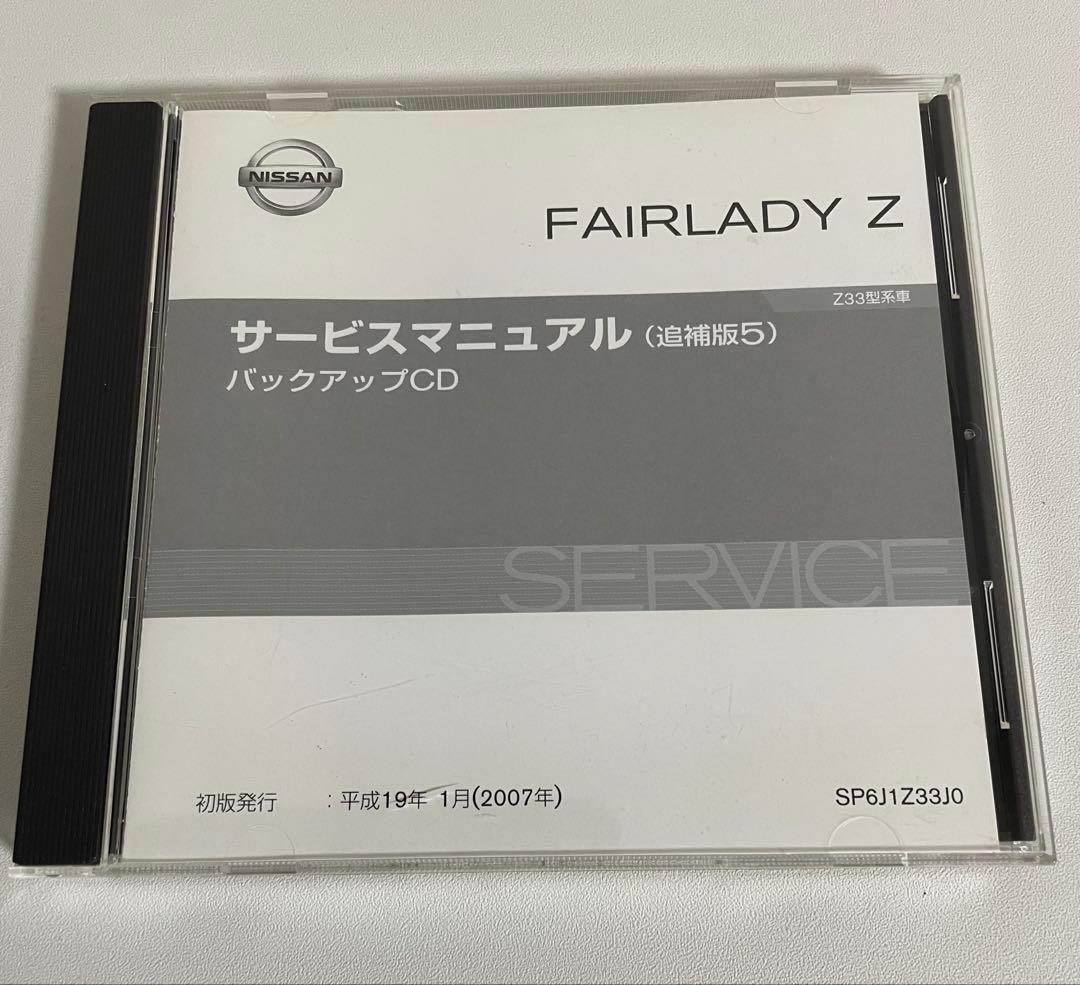 NISSAN
FAIRLADY Z
Z33型系車
サービスマニュアル(追補版5)
バックアップCD
SERVICE
初版発行 : 平成19年 1月(2007年)
SP6J1Z33J0